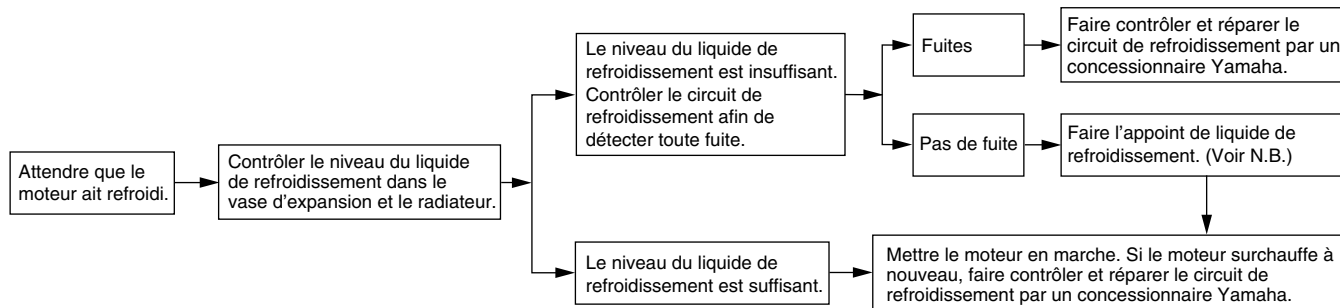 Attendre que le
moteur ait refroidi.
Contrôler le niveau du liquide
de refroidissement dans le
vase d'expansion et le radiateur.
Le niveau du liquide de
refroidissement est insuffisant.
Contrôler le circuit de
refroidissement afin de
détecter toute fuite.
Fuites
Faire contrôler et réparer le
circuit de refroidissement par un
concessionnaire Yamaha.
Pas de fuite
Faire l'appoint de liquide de
refroidissement. (Voir N.B.)
Le niveau du liquide de
refroidissement est suffisant.
Mettre le moteur en marche. Si le moteur surchauffe à
nouveau, faire contrôler et réparer le circuit de
refroidissement par un concessionnaire Yamaha.